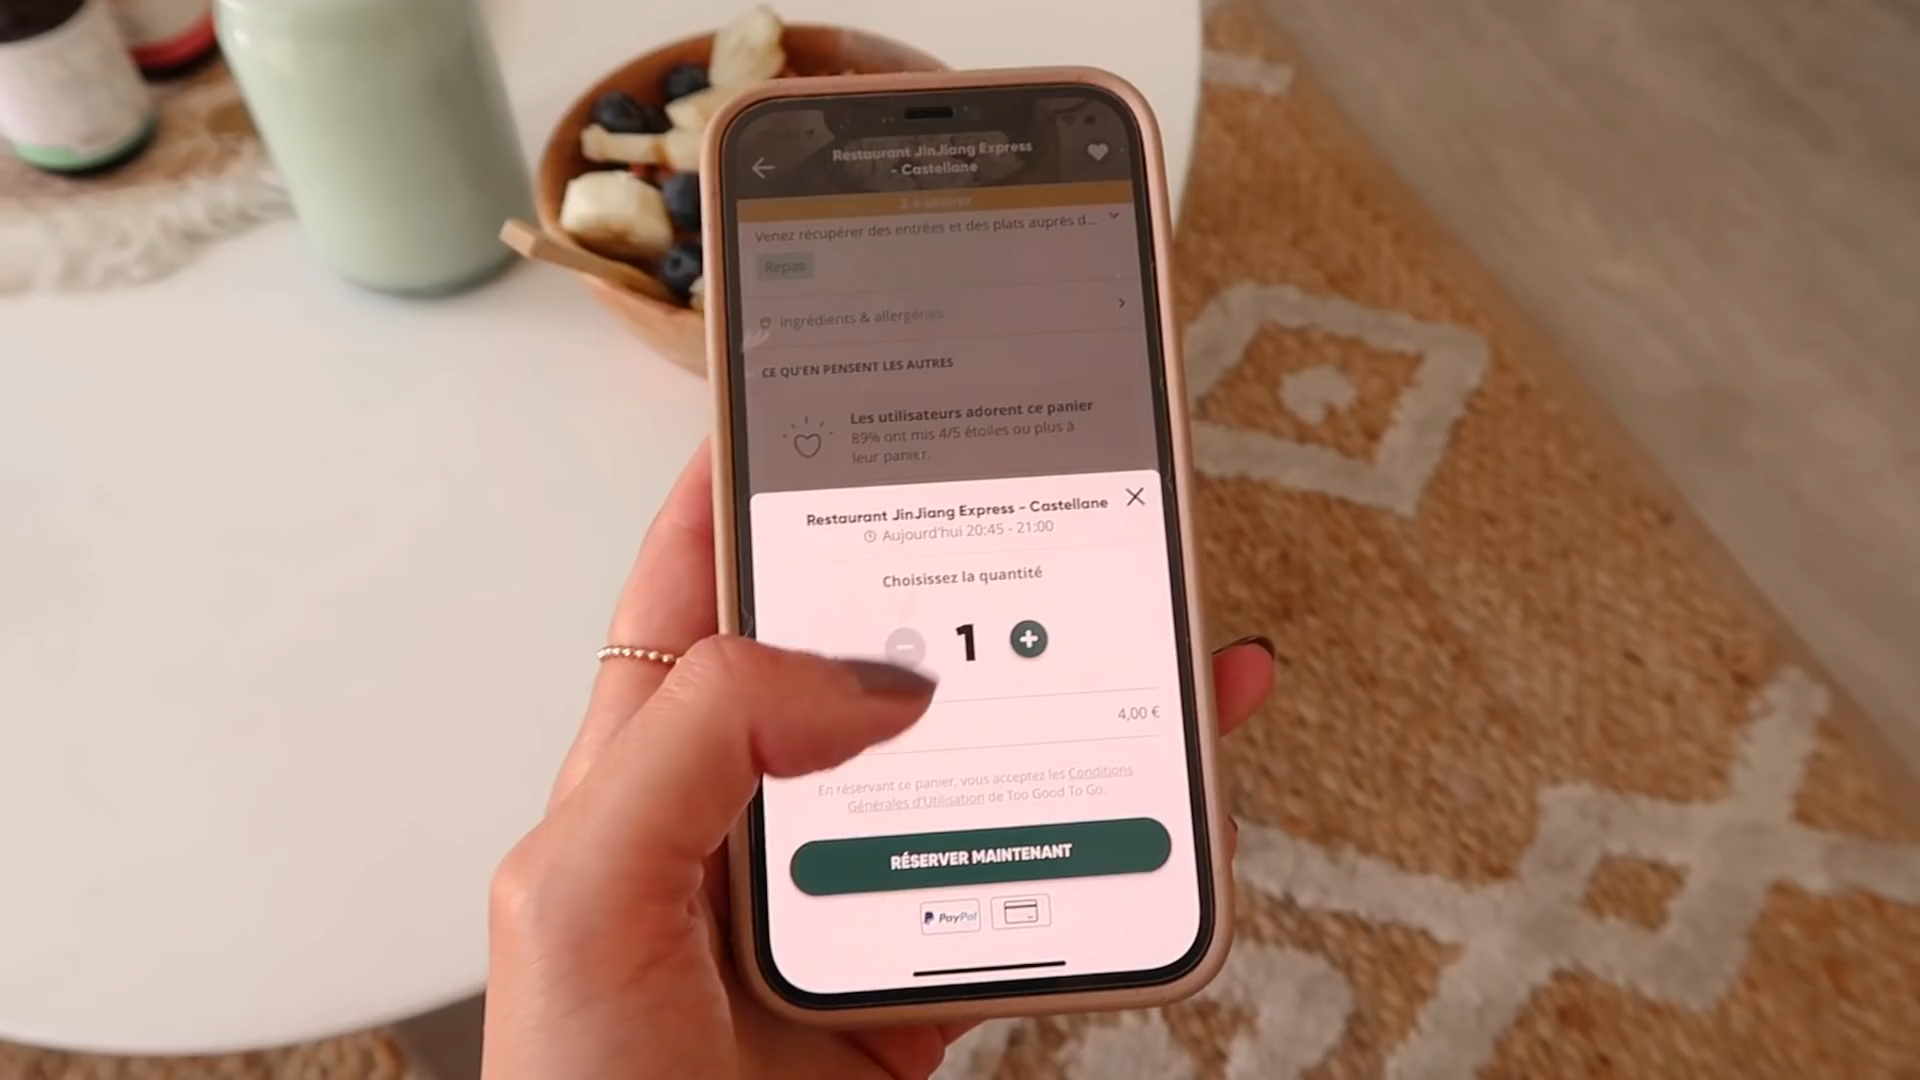 Restaurant JinJiang Express
- Castellane
2 à sauver
Venez récupérer des entrées et des plats auprès d...
Repas
Ingrédients & allergènes
CE QU'EN PENSENT LES AUTRES
Les utilisateurs adorent ce panier
89% ont mis 4/5 étoiles ou plus à
leur panier.
Restaurant JinJiang Express - Castellane
Aujourd'hui 20:45 - 21:00
Choisissez la quantité
1
4,00 €
En réservant ce panier, vous acceptez les Conditions
Générales d'Utilisation de Too Good To Go.
RÉSERVER MAINTENANT
PayPal